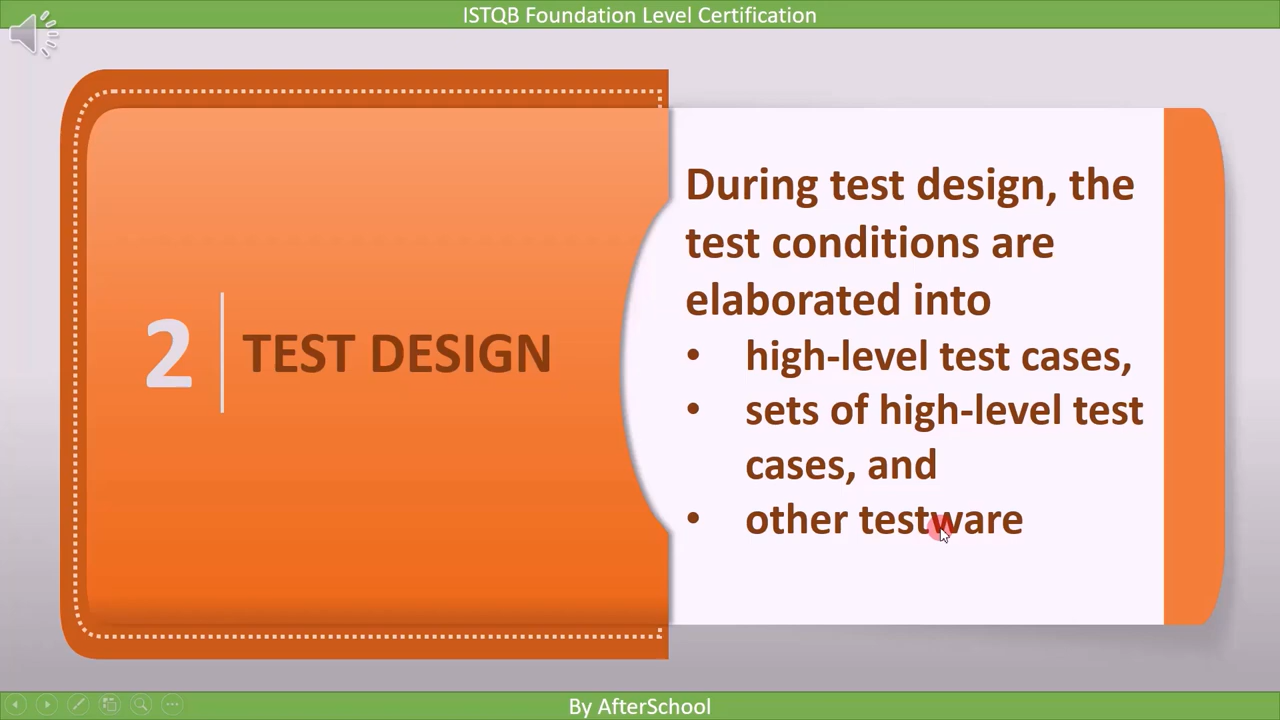 ISTQB Foundation Level Certification
2
TEST DESIGN
During test design, the
test conditions are
elaborated into
• high-level test cases,
• sets of high-level test
cases, and
• other testware
By AfterSchool